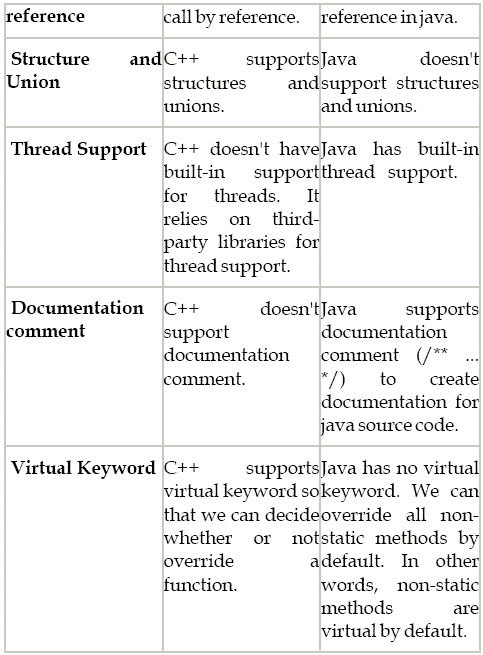 reference
call by reference.
reference in java.
Structure and
Union
C++ supports
structures and
unions.
Java doesn't
support structures
and unions.
Thread Support
C++ doesn't have
built-in support
for threads. It
relies on third-
party libraries for
thread support.
Java has built-in
thread support.
Documentation
comment
C++ doesn't
support
documentation
comment.
Java supports
documentation
comment (/** ...
*/) to create
documentation for
java source code.
Virtual Keyword
C++ supports
virtual keyword so
that we can decide
whether or not
override a
function.
Java has no virtual
keyword. We can
override all non-
static methods by
default. In other
words, non-static
methods are
virtual by default.